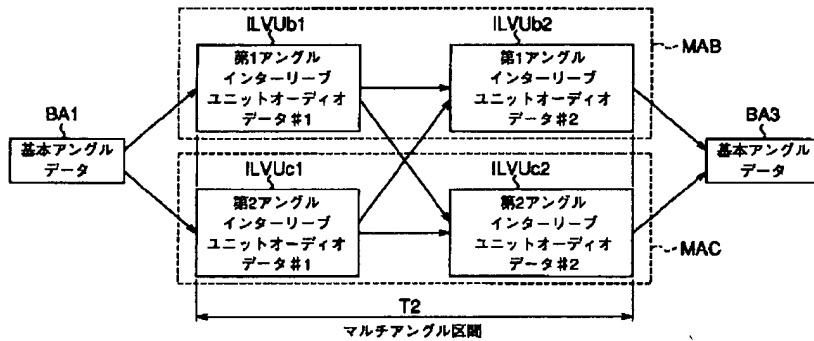 ILVUb1
ILVUb2
第1アングル
インターリーブ
ユニットオーディオ
データ#1
第1アングル
インターリーブ
ユニットオーディオ
データ#2
MAB
BA1
基本アングル
データ
BA3
基本アングル
データ
ILVUc1
ILVUc2
第2アングル
インターリーブ
ユニットオーディオ
データ#1
第2アングル
インターリーブ
ユニットオーディオ
データ#2
MAC
T2
マルチアングル区間